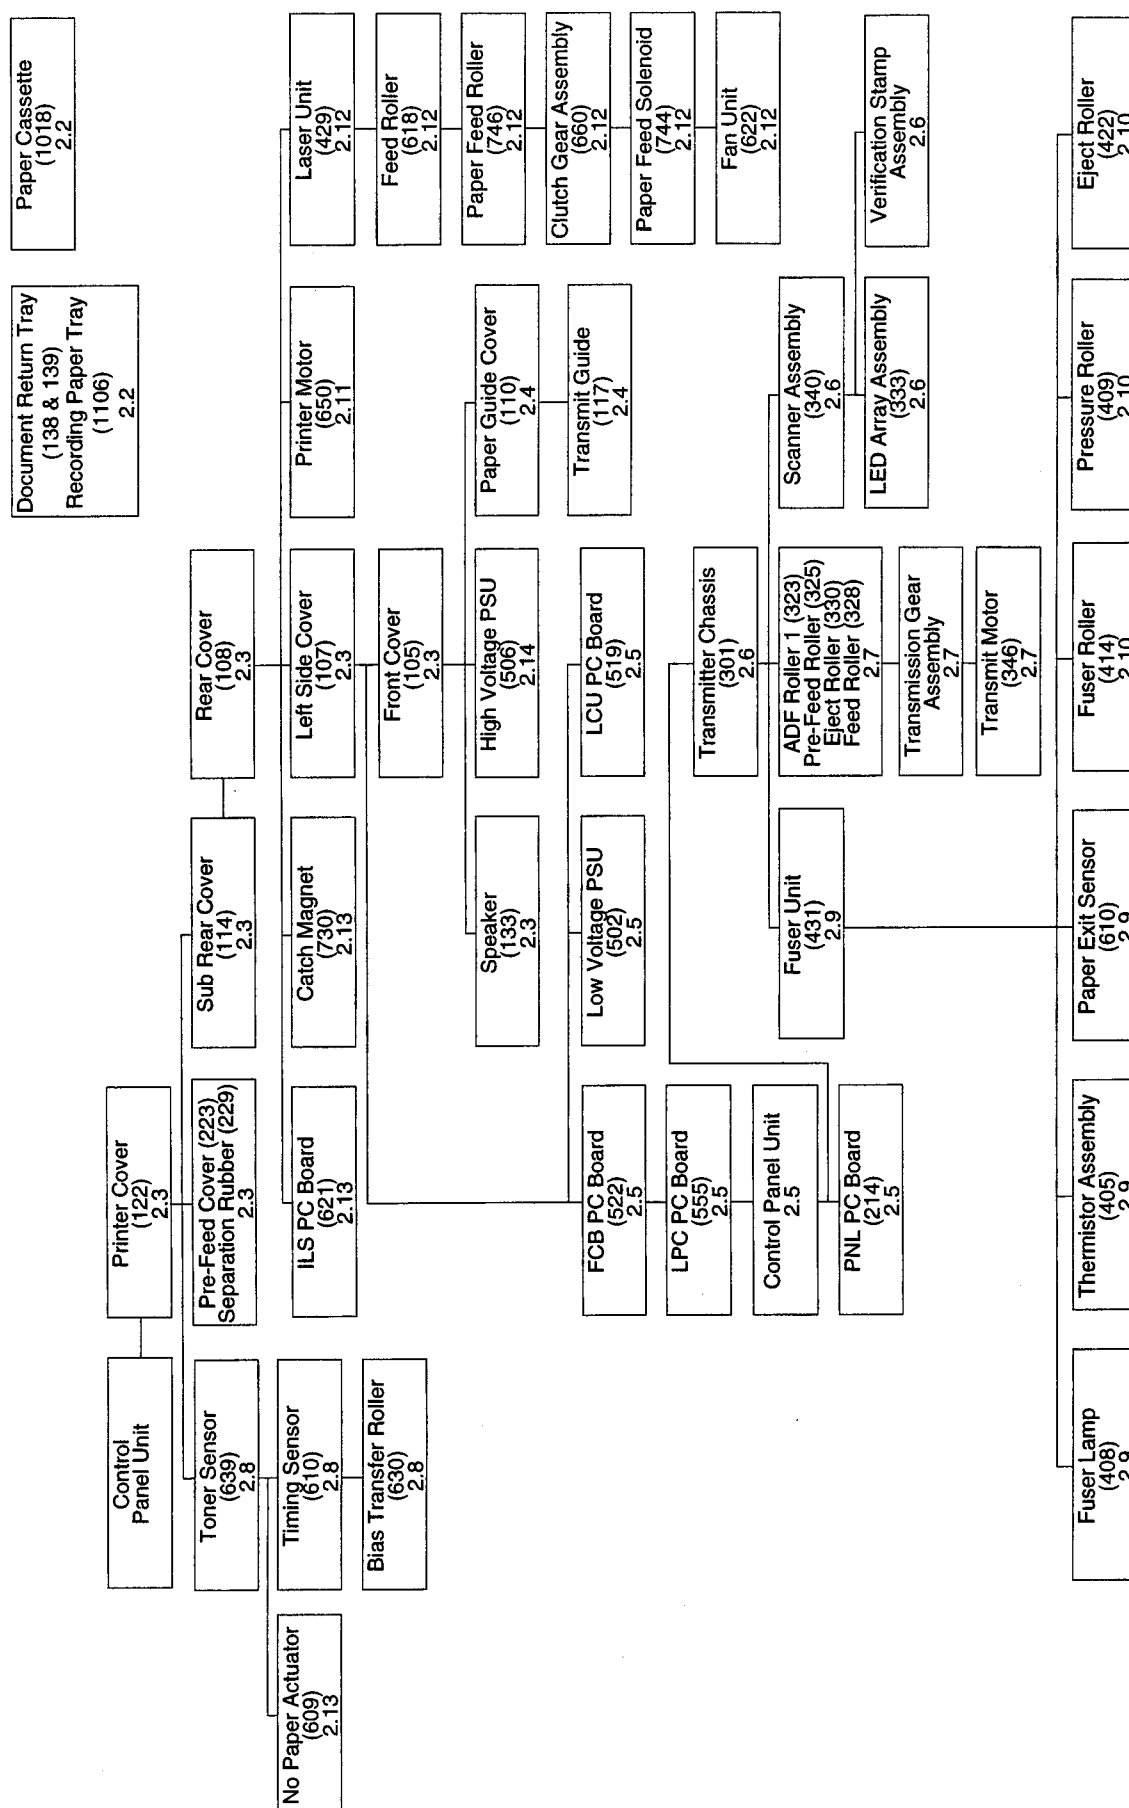 Document Return Tray
(138 & 139)
Recording Paper Tray
(1106)
2.2
Paper Cassette
(1018)
2.2
Control
Panel Unit
Printer Cover
(122)
2.3
Toner Sensor
(639)
2.8
Pre-Feed Cover (223)
Separation Rubber (229)
2.3
Sub Rear Cover
(114)
2.3
Rear Cover
(108)
2.3
No Paper Actuator
(609)
2.13
Timing Sensor
(610)
2.8
Bias Transfer Roller
(630)
2.8
ILS PC Board
(621)
2.13
Catch Magnet
(730)
2.13
Left Side Cover
(107)
2.3
Printer Motor
(650)
2.11
Laser Unit
(429)
2.12
Feed Roller
(618)
2.12
Paper Feed Roller
(746)
2.12
Clutch Gear Assembly
(660)
2.12
Paper Feed Solenoid
(744)
2.12
Fan Unit
(622)
2.12
Front Cover
(105)
2.3
Speaker
(133)
2.3
High Voltage PSU
(506)
2.14
Paper Guide Cover
(110)
2.4
Transmit Guide
(117)
2.4
FCB PC Board
(522)
2.5
Low Voltage PSU
(502)
2.5
LCU PC Board
(519)
2.5
LPC PC Board
(555)
2.5
Control Panel Unit
2.5
PNL PC Board
(214)
2.5
Transmitter Chassis
(301)
2.6
Fuser Unit
(431)
2.9
ADF Roller 1 (323)
Pre-Feed Roller (325)
Eject Roller (330)
Feed Roller (328)
2.7
Transmission Gear
Assembly
2.7
Transmit Motor
(346)
2.7
Scanner Assembly
(340)
2.6
LED Array Assembly
(333)
2.6
Verification Stamp
Assembly
2.6
Fuser Lamp
(408)
2.9
Thermistor Assembly
(405)
2.9
Paper Exit Sensor
(610)
2.9
Fuser Roller
(414)
2.10
Pressure Roller
(409)
2.10
Eject Roller
(422)
2.10